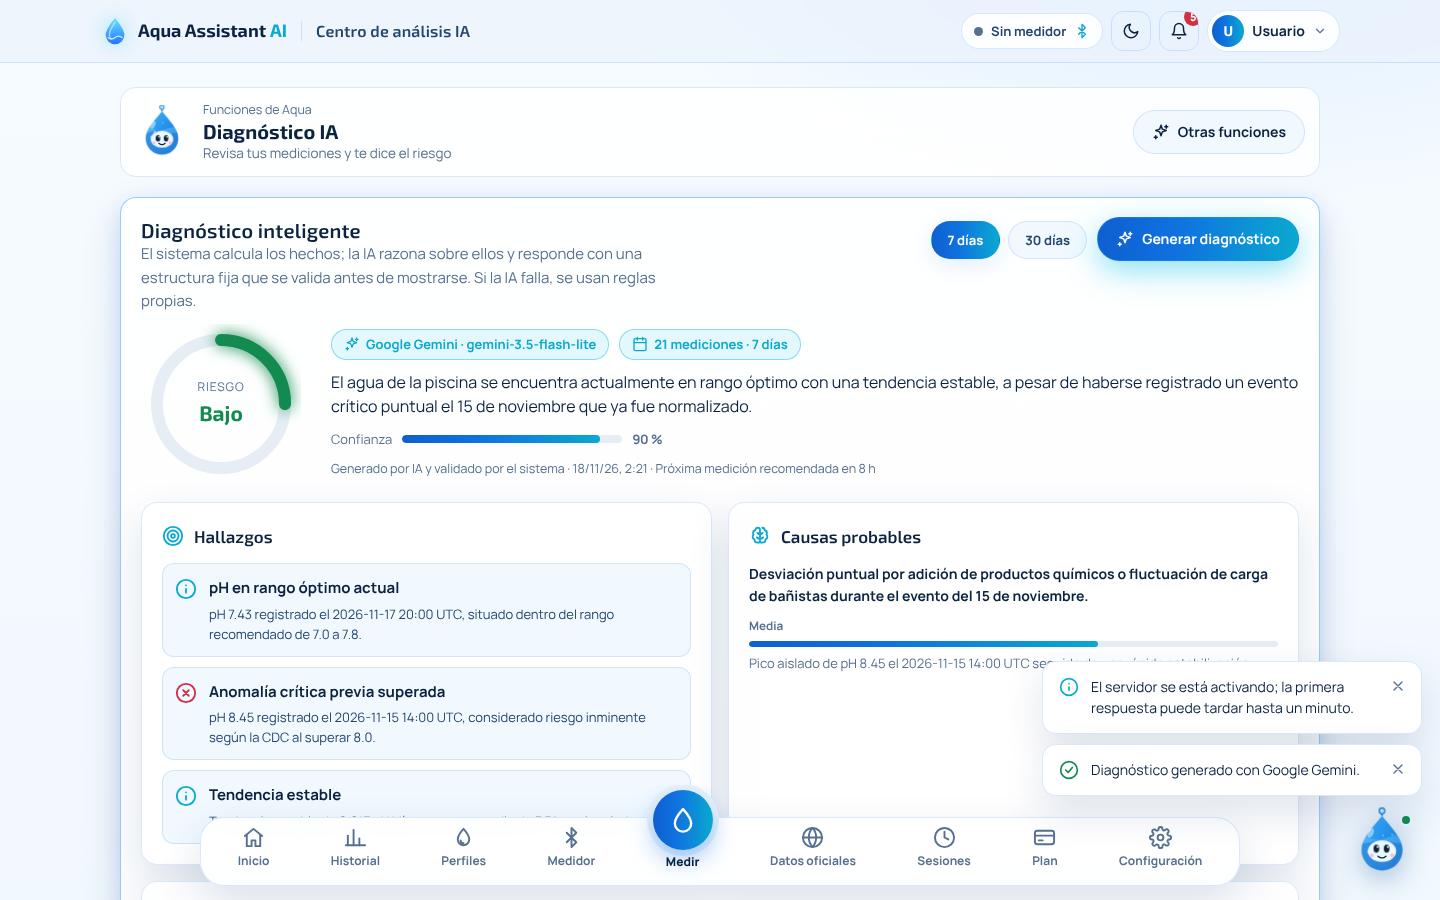 Aqua Assistant AI
Centro de análisis IA
Sin medidor
5
U
Usuario
Funciones de Aqua
Diagnóstico IA
Revisa tus mediciones y te dice el riesgo
Otras funciones
Diagnóstico inteligente
El sistema calcula los hechos; la IA razona sobre ellos y responde con una
estructura fija que se valida antes de mostrarse. Si la IA falla, se usan reglas
propias.
7 días
30 días
Generar diagnóstico
RIESGO
Bajo
Google Gemini · gemini-3.5-flash-lite
21 mediciones · 7 días
El agua de la piscina se encuentra actualmente en rango óptimo con una tendencia estable, a pesar de haberse registrado un evento
crítico puntual el 15 de noviembre que ya fue normalizado.
Confianza
90 %
Generado por IA y validado por el sistema · 18/11/26, 2:21 · Próxima medición recomendada en 8 h
Hallazgos
pH en rango óptimo actual
pH 7.43 registrado el 2026-11-17 20:00 UTC, situado dentro del rango
recomendado de 7.0 a 7.8.
Anomalía crítica previa superada
pH 8.45 registrado el 2026-11-15 14:00 UTC, considerado riesgo inminente
según la CDC al superar 8.0.
Tendencia estable
Causas probables
Desviación puntual por adición de productos químicos o fluctuación de carga
de bañistas durante el evento del 15 de noviembre.
Media
Pico aislado de pH 8.45 el 2026-11-15 14:00 UTC
El servidor se está activando; la primera
respuesta puede tardar hasta un minuto.
Diagnóstico generado con Google Gemini.
Inicio
Historial
Perfiles
Medidor
Medir
Datos oficiales
Sesiones
Plan
Configuración